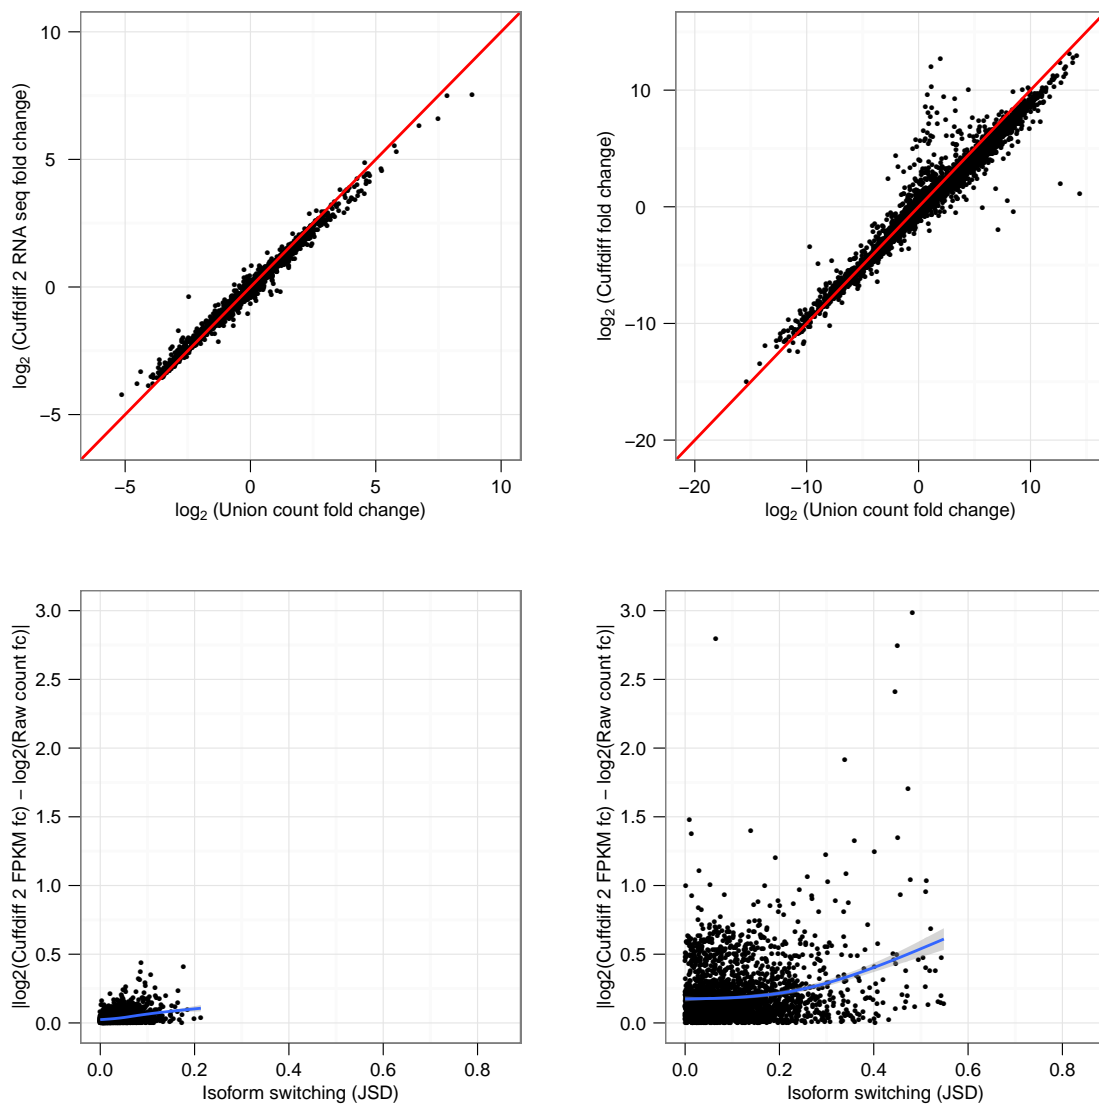 10
5
0
−5
log2 (Cuffdiff 2 RNA seq fold change)
−5 0 5 10
log2 (Union count fold change)
10
0
−10
−20
log2 (Cuffdiff fold change)
−20 −10 0 10
log2 (Union count fold change)
3.0
2.5
2.0
1.5
1.0
0.5
0.0
|log2(Cuffdiff 2 FPKM fc) − log2(Raw count fc)|
0.0 0.2 0.4 0.6 0.8
Isoform switching (JSD)
3.0
2.5
2.0
1.5
1.0
0.5
0.0
|log2(Cuffdiff 2 FPKM fc) − log2(Raw count fc)|
0.0 0.2 0.4 0.6 0.8
Isoform switching (JSD)